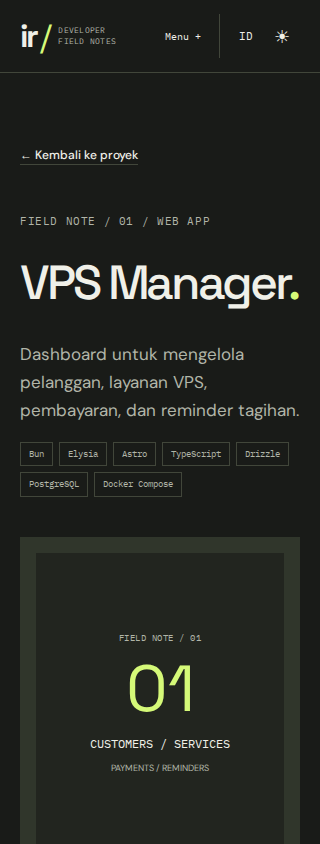 ir/ DEVELOPER
FIELD NOTES
Menu +
ID
← Kembali ke proyek
FIELD NOTE / 01 / WEB APP
VPS Manager.
Dashboard untuk mengelola
pelanggan, layanan VPS,
pembayaran, dan reminder tagihan.
Bun Elysia Astro TypeScript Drizzle
PostgreSQL Docker Compose
FIELD NOTE / 01
01
CUSTOMERS / SERVICES
PAYMENTS / REMINDERS